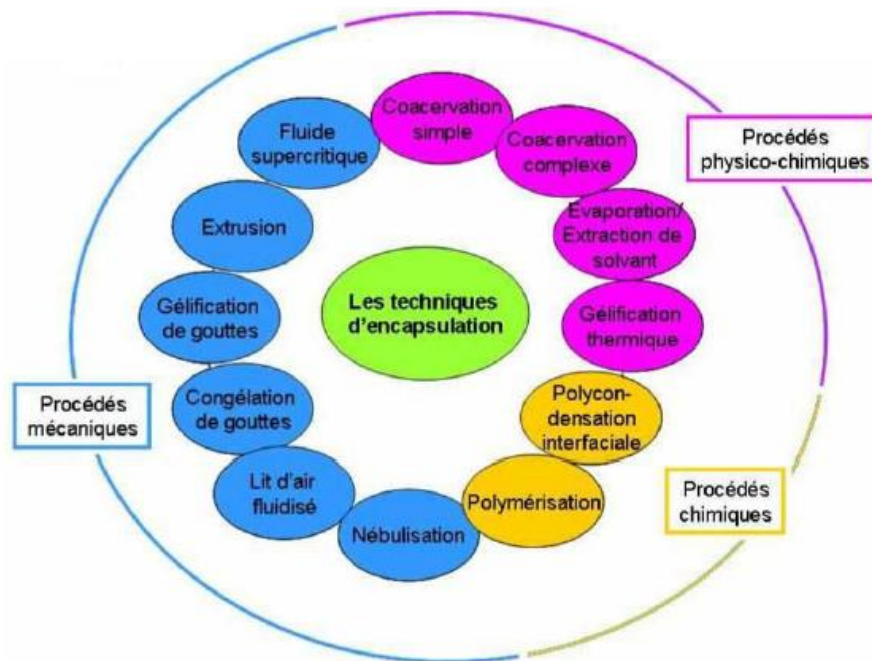 Coacervation
simple
Coacervation
complexe
Evaporation/
Extraction de
solvant
Gélification
thermique
Polycon-
densation
interfaciale
Polymérisation
Nébulisation
Lit d'air
fluidisé
Congélation
de gouttes
Gélification
de gouttes
Extrusion
Fluide
supercritique
Les techniques
d'encapsulation
Procédés
physico-chimiques
Procédés
chimiques
Procédés
mécaniques